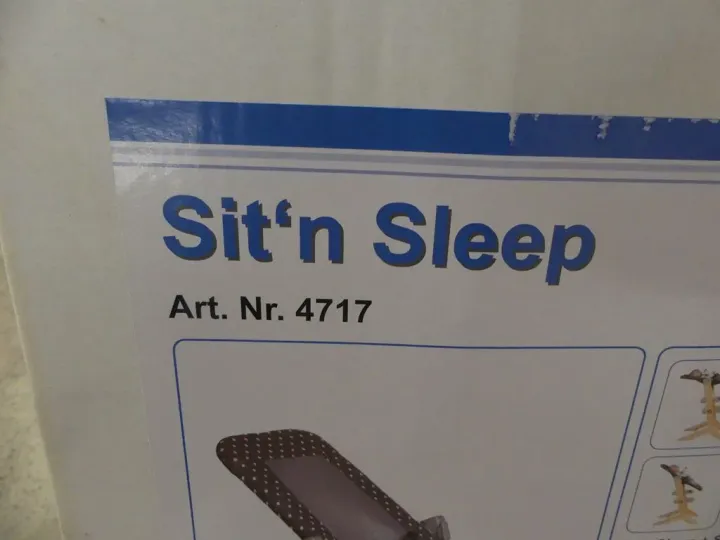 Sit‘n Sleep
Art. Nr. 4717